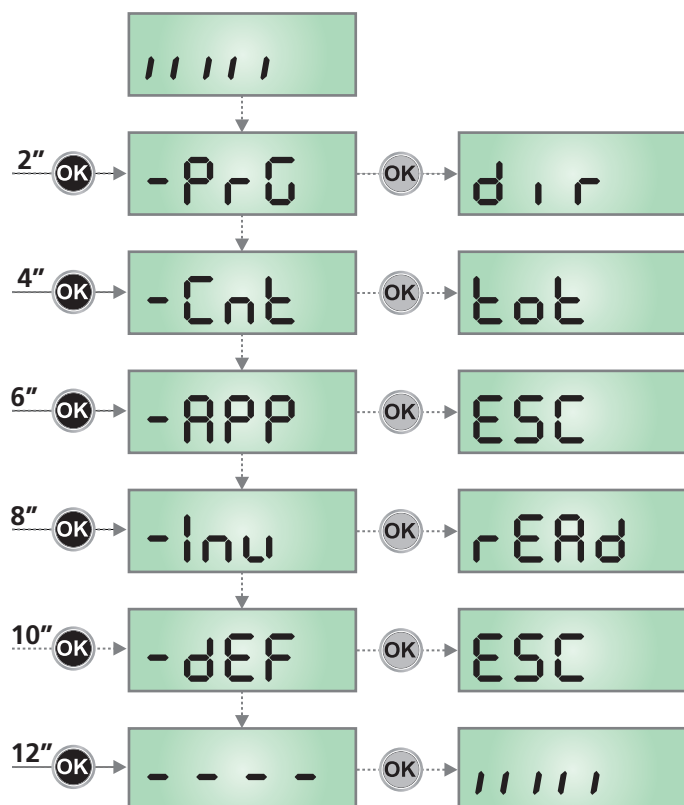 / / / / /
2” OK -PrG OK dir
4” OK -Cnt OK tot
6” OK -APP OK ESC
8” OK -Inv OK rEAd
10” OK -dEF OK ESC
12” OK - - - - OK / / / / /